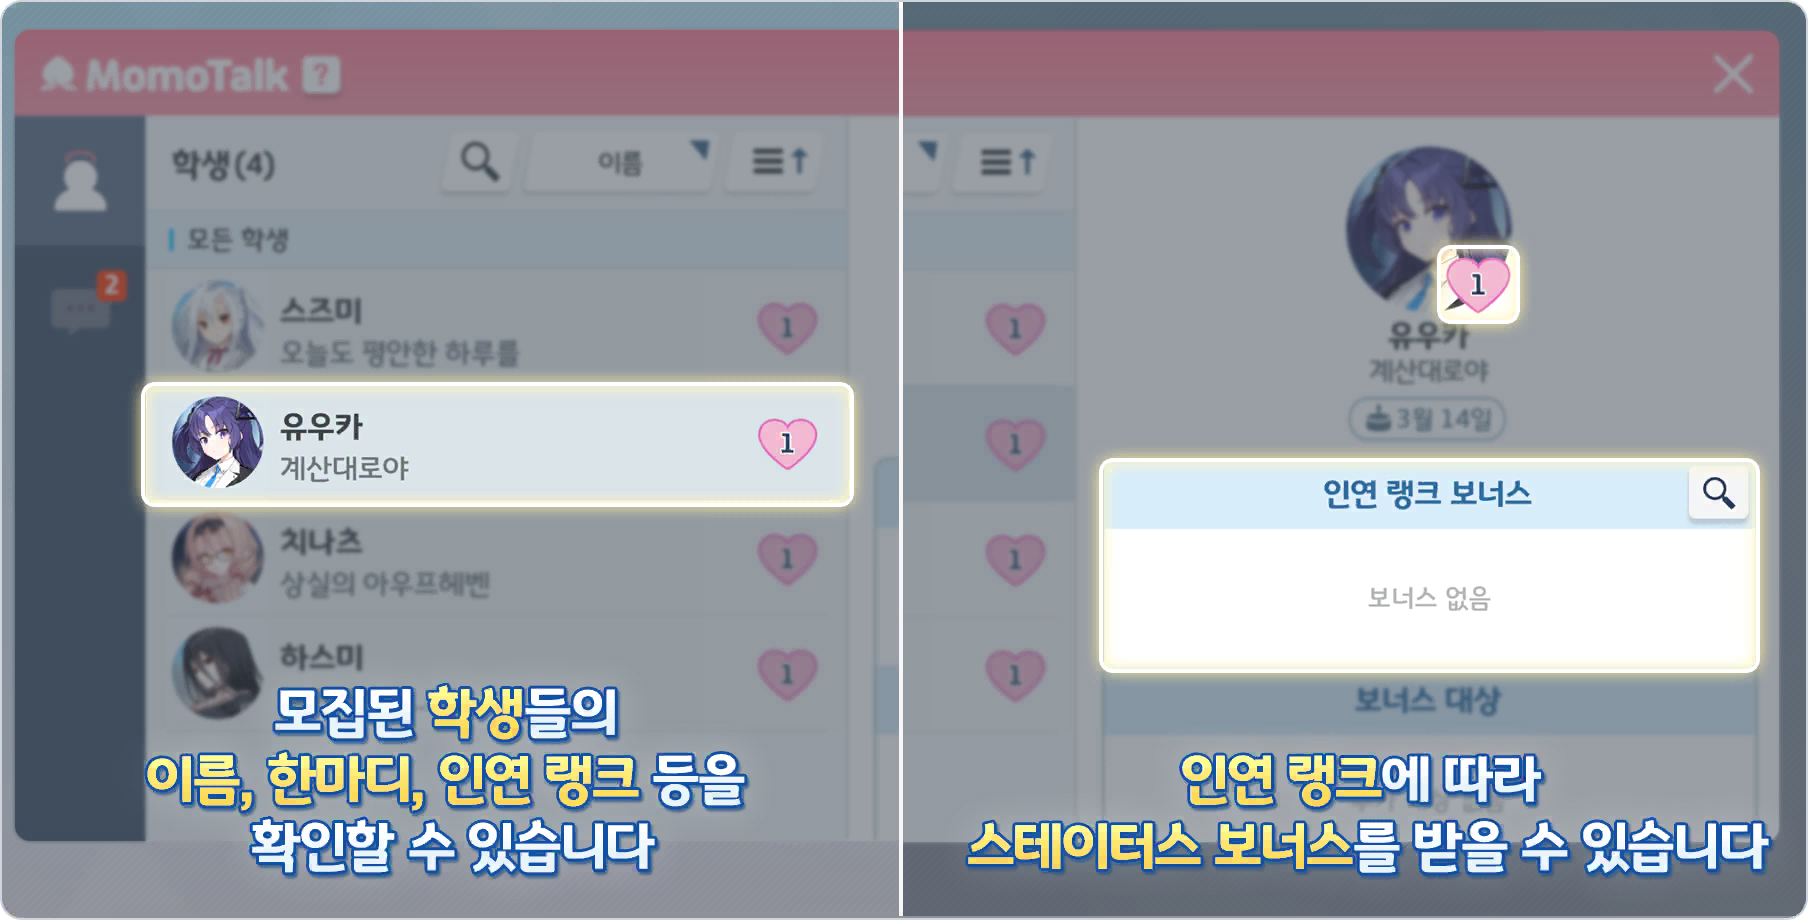 MomoTalk ?
학생(4)
이름
모든 학생
2
스즈미
오늘도 평안한 하루를
1
유우카
계산대로야
1
치나츠
상실의 아우프헤벤
1
하스미
1
모집된 학생들의
이름, 한마디, 인연 랭크 등을
확인할 수 있습니다
1
1
1
1
1
유우카
계산대로야
3월 14일
인연 랭크 보너스
보너스 없음
보너스 대상
인연 랭크에 따라
스테이터스 보너스를 받을 수 있습니다